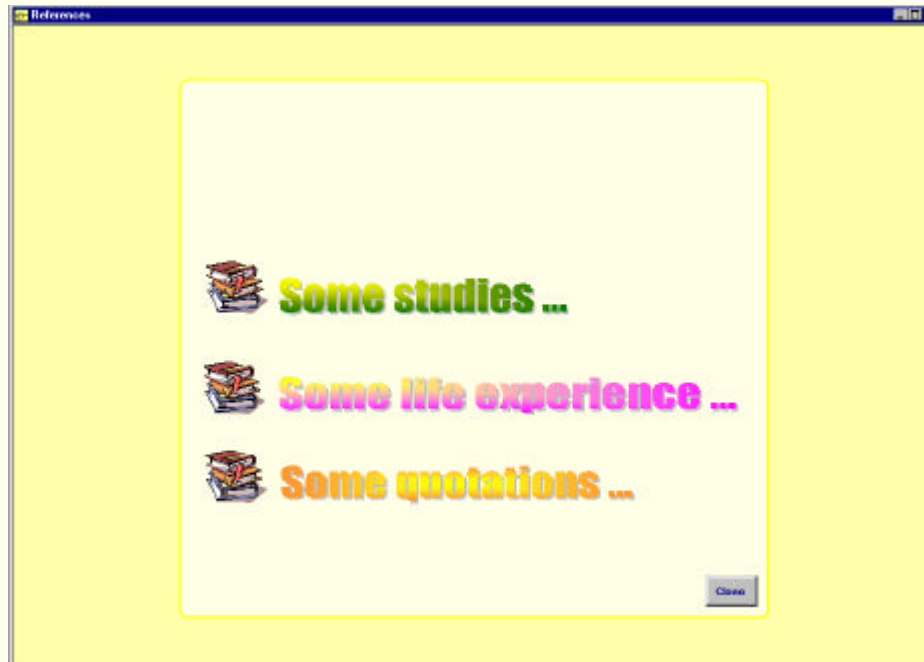 References
Some studies ...
Some life experience ...
Some quotations ...
Close